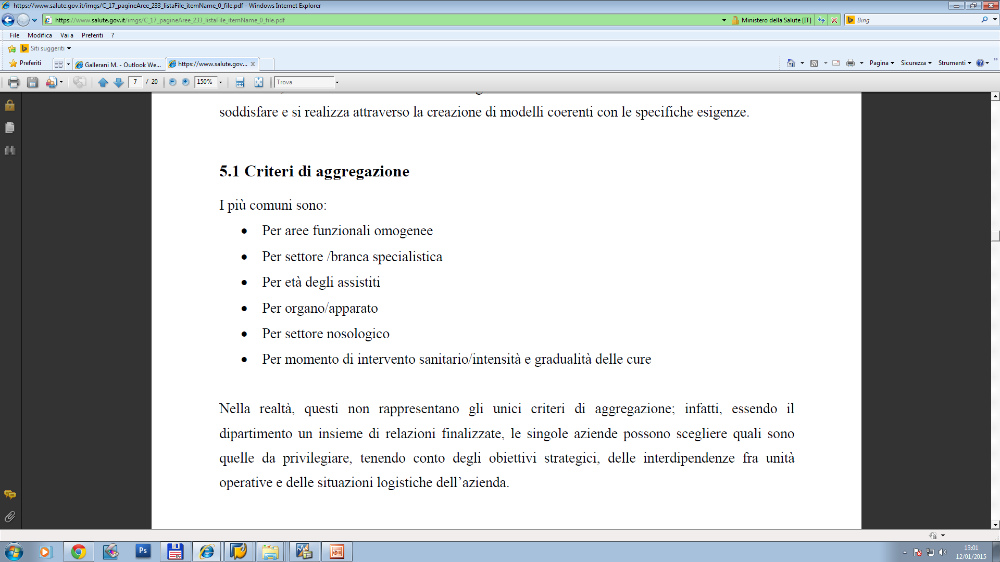 https://www.salute.gov.it/imgs/C_17_pagineAree_233_listaFile_itemName_0_file.pdf - Windows Internet Explorer
https://www.salute.gov.it/imgs/C_17_pagineAree_233_listaFile_itemName_0_file.pdf
Ministero della Salute [IT]
Bing
File Modifica Vai a Preferiti ?
Siti suggeriti
Preferiti
Gallerani M. - Outlook We...
https://www.salute.gov...
Pagina
Sicurezza
Strumenti
7 / 20
150%
Trova
soddisfare e si realizza attraverso la creazione di modelli coerenti con le specifiche esigenze.
5.1 Criteri di aggregazione
I più comuni sono:
• Per aree funzionali omogenee
• Per settore /branca specialistica
• Per età degli assistiti
• Per organo/apparato
• Per settore nosologico
• Per momento di intervento sanitario/intensità e gradualità delle cure
Nella realtà, questi non rappresentano gli unici criteri di aggregazione; infatti, essendo il
dipartimento un insieme di relazioni finalizzate, le singole aziende possono scegliere quali sono
quelle da privilegiare, tenendo conto degli obiettivi strategici, delle interdipendenze fra unità
operative e delle situazioni logistiche dell’azienda.
Ps
64
13:01
12/01/2015